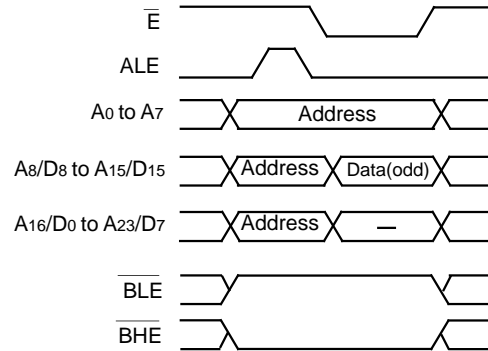 E
ALE
A0 to A7 Address
A8/D8 to A15/D15 Address Data(odd)
A16/D0 to A23/D7 Address –
BLE
BHE